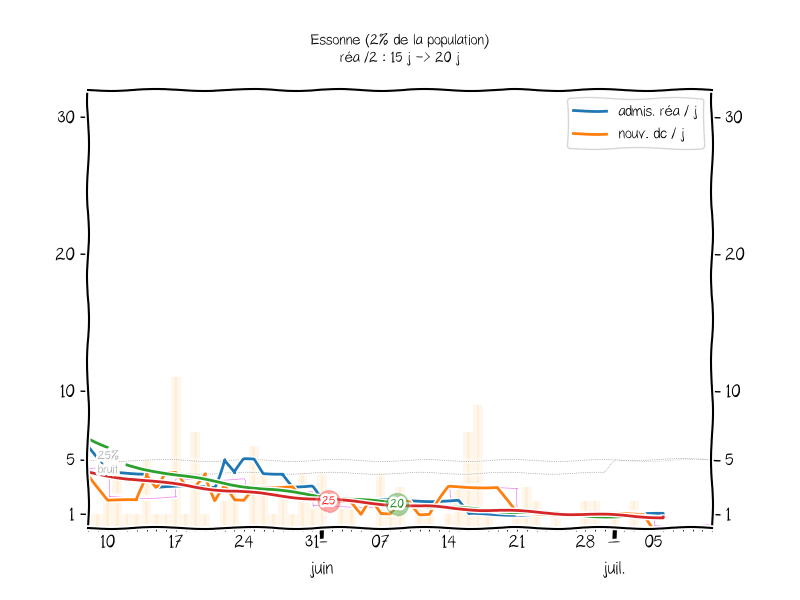 Essonne (2% de la population)
réa /2 : 15 j -> 20 j
admis. réa / j
nouv. dc / j
30
30
20
20
10
10
5
5
1
1
25%
bruit
25
20
10 17 24 31 07 14 21 28 05
juin juil.